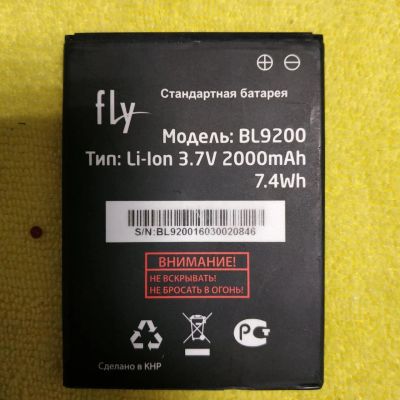 fly
Стандартная батарея
Модель: BL9200
Тип: Li-Ion 3.7V 2000mAh
7.4Wh
S/N:BL920016030020846
ВНИМАНИЕ!
НЕ ВСКРЫВАТЬ!
НЕ БРОСАТЬ В ОГОНЬ!
Сделано в КНР